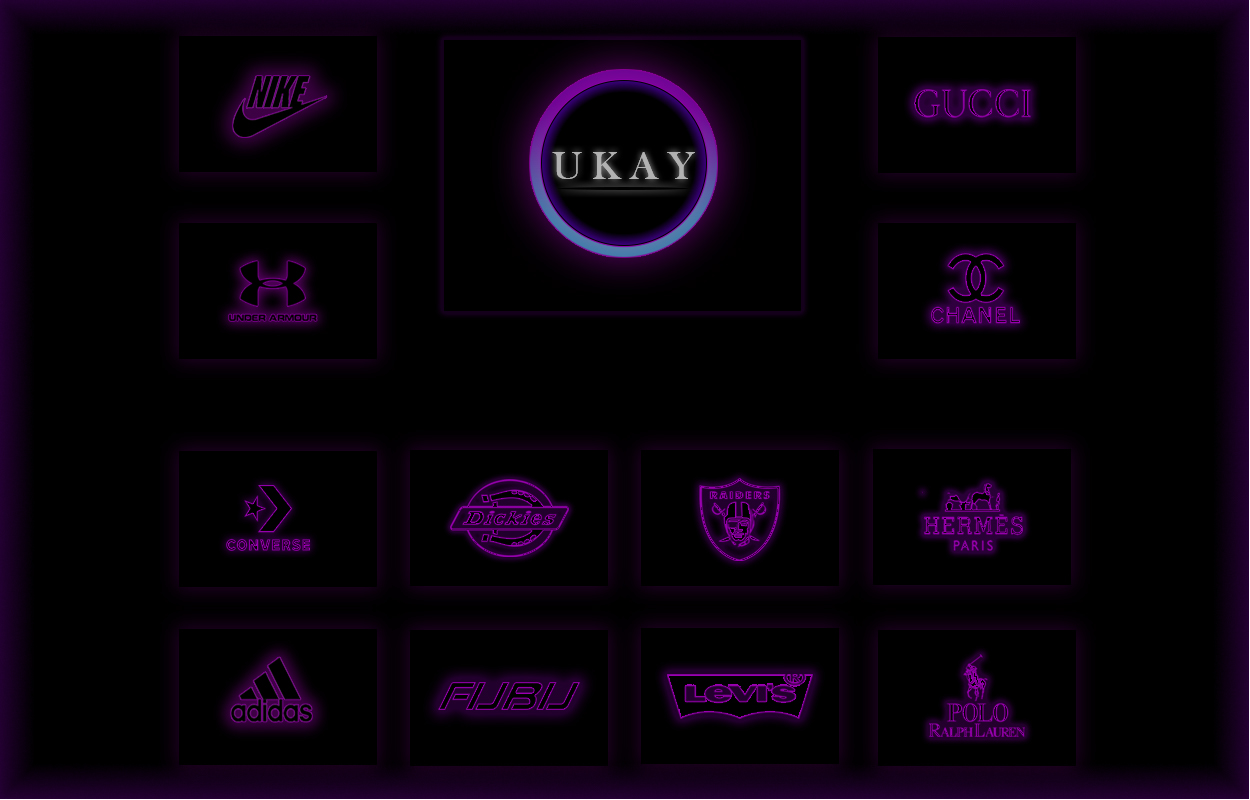 NIKE
UKAY
GUCCI
UNDER ARMOUR
CHANEL
CONVERSE
Dickies
RAIDERS
HERMÈS
PARIS
adidas
FUBU
LEVI'S
POLO
RALPH LAUREN